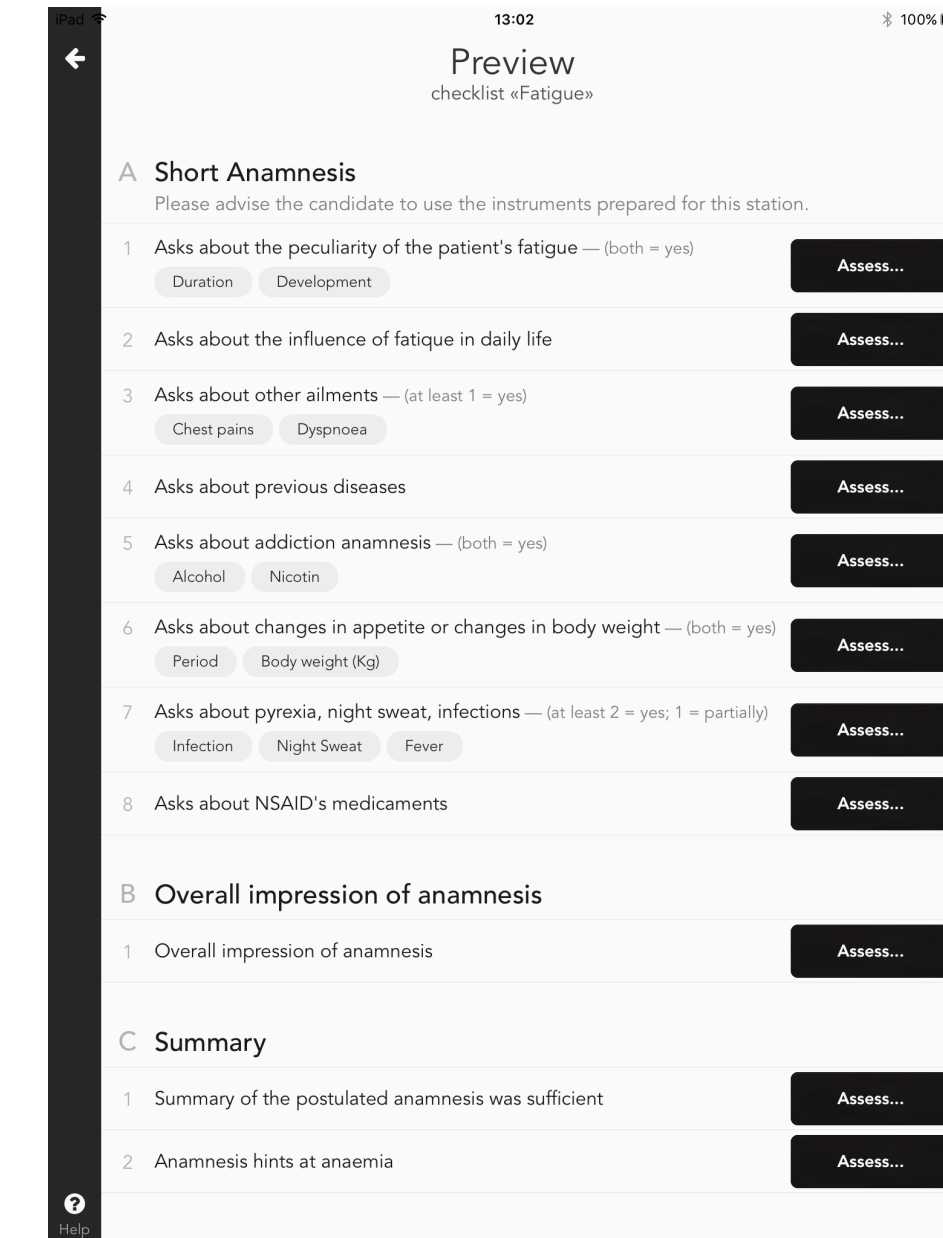 iPad 13:02 100%
Preview
checklist «Fatigue»
A Short Anamnesis
Please advise the candidate to use the instruments prepared for this station.
1 Asks about the peculiarity of the patient's fatigue — (both = yes) Assess...
Duration Development
2 Asks about the influence of fatique in daily life Assess...
3 Asks about other ailments — (at least 1 = yes) Assess...
Chest pains Dyspnoea
4 Asks about previous diseases Assess...
5 Asks about addiction anamnesis — (both = yes) Assess...
Alcohol Nicotin
6 Asks about changes in appetite or changes in body weight — (both = yes) Assess...
Period Body weight (Kg)
7 Asks about pyrexia, night sweat, infections — (at least 2 = yes; 1 = partially) Assess...
Infection Night Sweat Fever
8 Asks about NSAID's medicaments Assess...
B Overall impression of anamnesis
1 Overall impression of anamnesis Assess...
C Summary
1 Summary of the postulated anamnesis was sufficient Assess...
2 Anamnesis hints at anaemia Assess...
Help